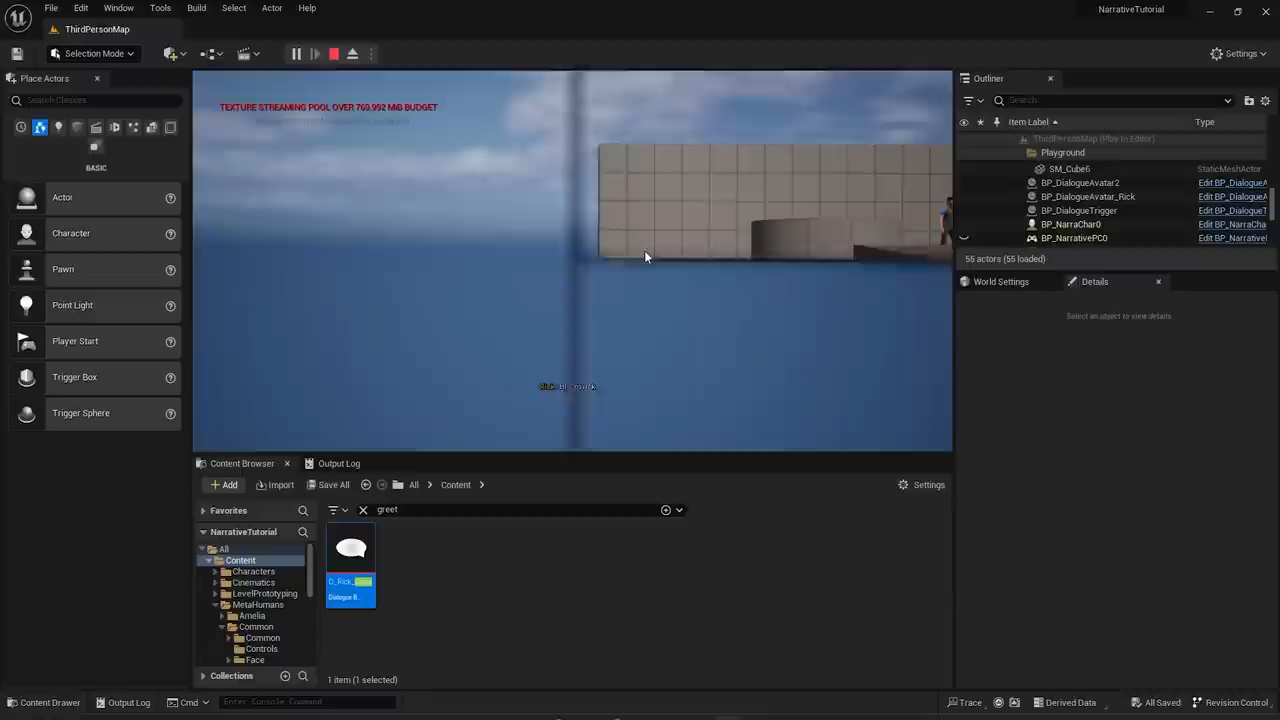 File Edit Window Tools Build Select Actor Help
NarrativeTutorial
ThirdPersonMap
Selection Mode
Settings
Place Actors
Search Classes
BASIC
Actor
Character
Pawn
Point Light
Player Start
Trigger Box
Trigger Sphere
TEXTURE STREAMING POOL OVER 769.992 MiB BUDGET
Outliner
Search...
Item Label
Type
ThirdPersonMap (Play In Editor)
Playground
SM_Cube6 StaticMeshActor
BP_DialogueAvatar2 Edit BP_DialogueA
BP_DialogueAvatar_Rick Edit BP_DialogueA
BP_DialogueTrigger Edit BP_DialogueT
BP_NarraChar0 Edit BP_NarraCha
BP_NarrativePC0 Edit BP_NarrativeI
55 actors (55 loaded)
World Settings
Details
Select an object to view details.
Content Browser
Output Log
Add
Import
Save All
All
Content
Settings
Favorites
greet
NarrativeTutorial
All
Content
Characters
Cinematics
LevelPrototyping
MetaHumans
Amelia
Common
Common
Controls
Face
D_Rick_
Dialogue B..
Collections
1 item (1 selected)
Content Drawer
Output Log
Cmd
Enter Console Command
Trace
Derived Data
All Saved
Revision Control